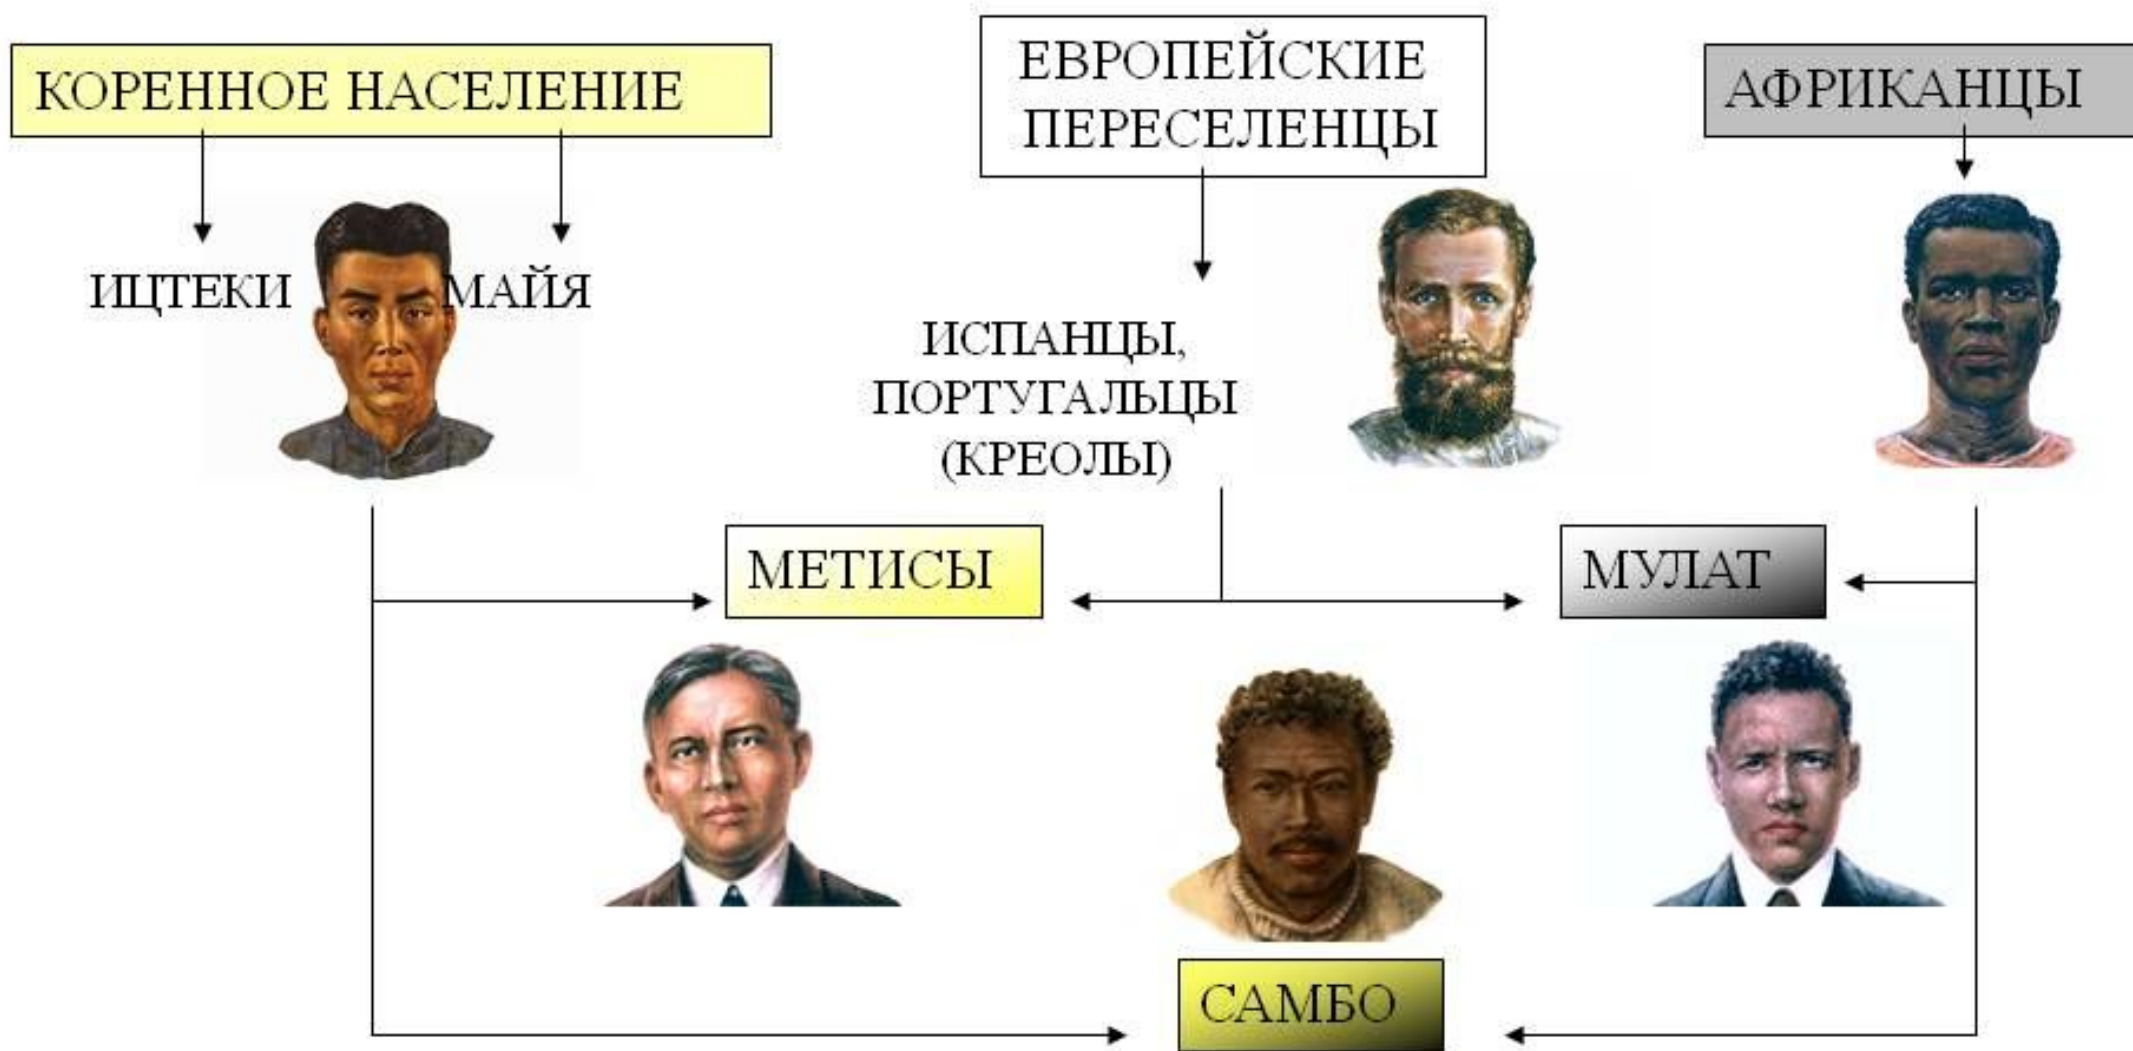 КОРЕННОЕ НАСЕЛЕНИЕ
ЕВРОПЕЙСКИЕ
ПЕРЕСЕЛЕНЦЫ
АФРИКАНЦЫ
ИЦТЕКИ
МАЙЯ
ИСПАНЦЫ,
ПОРТУГАЛЬЦЫ
(КРЕОЛЫ)
МЕТИСЫ
МУЛАТ
САМБО